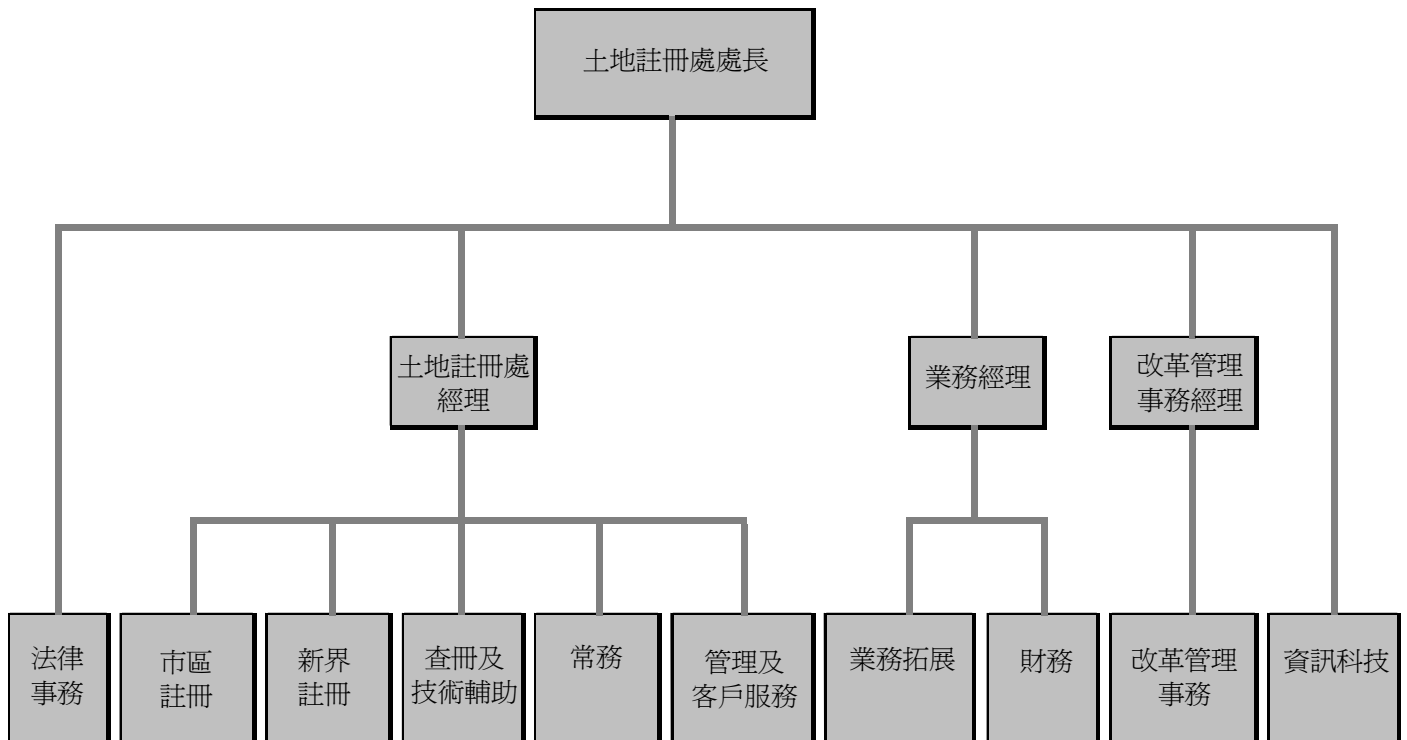 土地註冊處處長
土地註冊處
經理
業務經理
改革管理
事務經理
法律
事務
市區
註冊
新界
註冊
查冊及
技術輔助
常務
管理及
客戶服務
業務拓展
財務
改革管理
事務
資訊科技